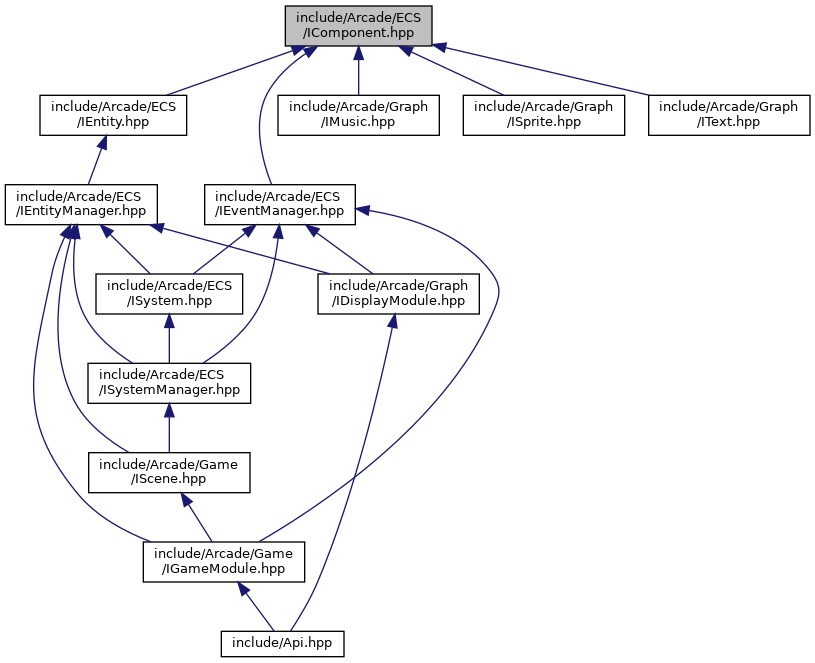 include/Arcade/ECS
/IComponent.hpp
include/Arcade/ECS
/IEntity.hpp
include/Arcade/Graph
/IMusic.hpp
include/Arcade/Graph
/ISprite.hpp
include/Arcade/Graph
/IText.hpp
include/Arcade/ECS
/IEntityManager.hpp
include/Arcade/ECS
/IEventManager.hpp
include/Arcade/ECS
/ISystem.hpp
include/Arcade/Graph
/IDisplayModule.hpp
include/Arcade/ECS
/ISystemManager.hpp
include/Arcade/Game
/IScene.hpp
include/Arcade/Game
/IGameModule.hpp
include/Api.hpp